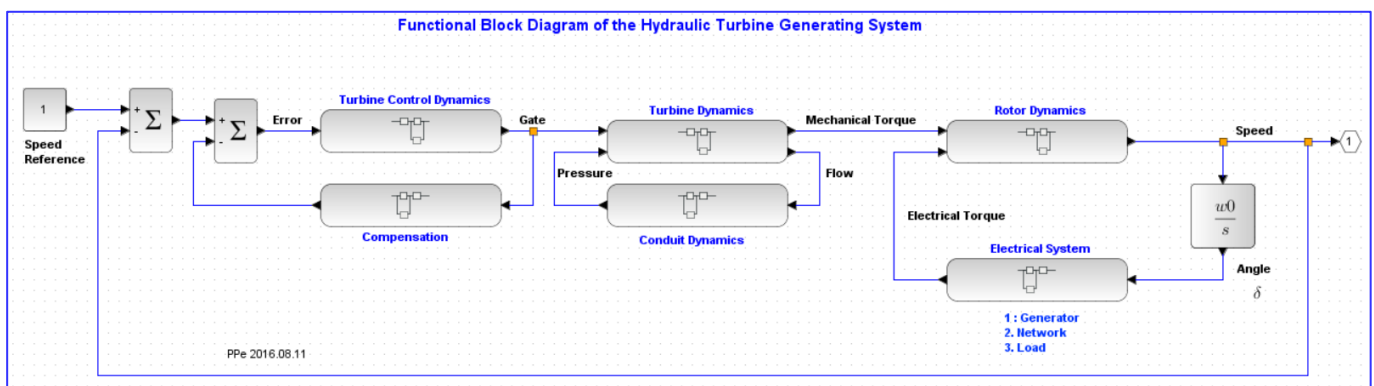 Functional Block Diagram of the Hydraulic Turbine Generating System
1
Speed
Reference
+
-
Σ
+
-
Σ
Error
Turbine Control Dynamics
Gate
Compensation
Turbine Dynamics
Pressure
Flow
Conduit Dynamics
Mechanical Torque
Rotor Dynamics
Speed
1
Electrical Torque
w0
s
Angle
δ
Electrical System
1 : Generator
2. Network
3. Load
PPe 2016.08.11